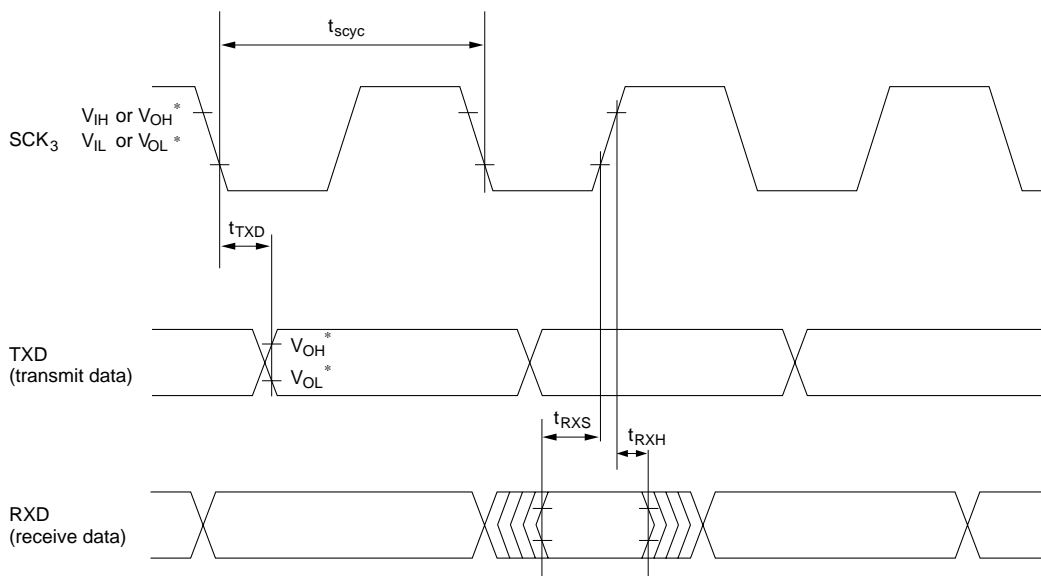 tscyc
VIH or VOH*
SCK3
VIL or VOL*
tTXD
TXD
(transmit data)
VOH*
VOL*
tRXS
tRXH
RXD
(receive data)